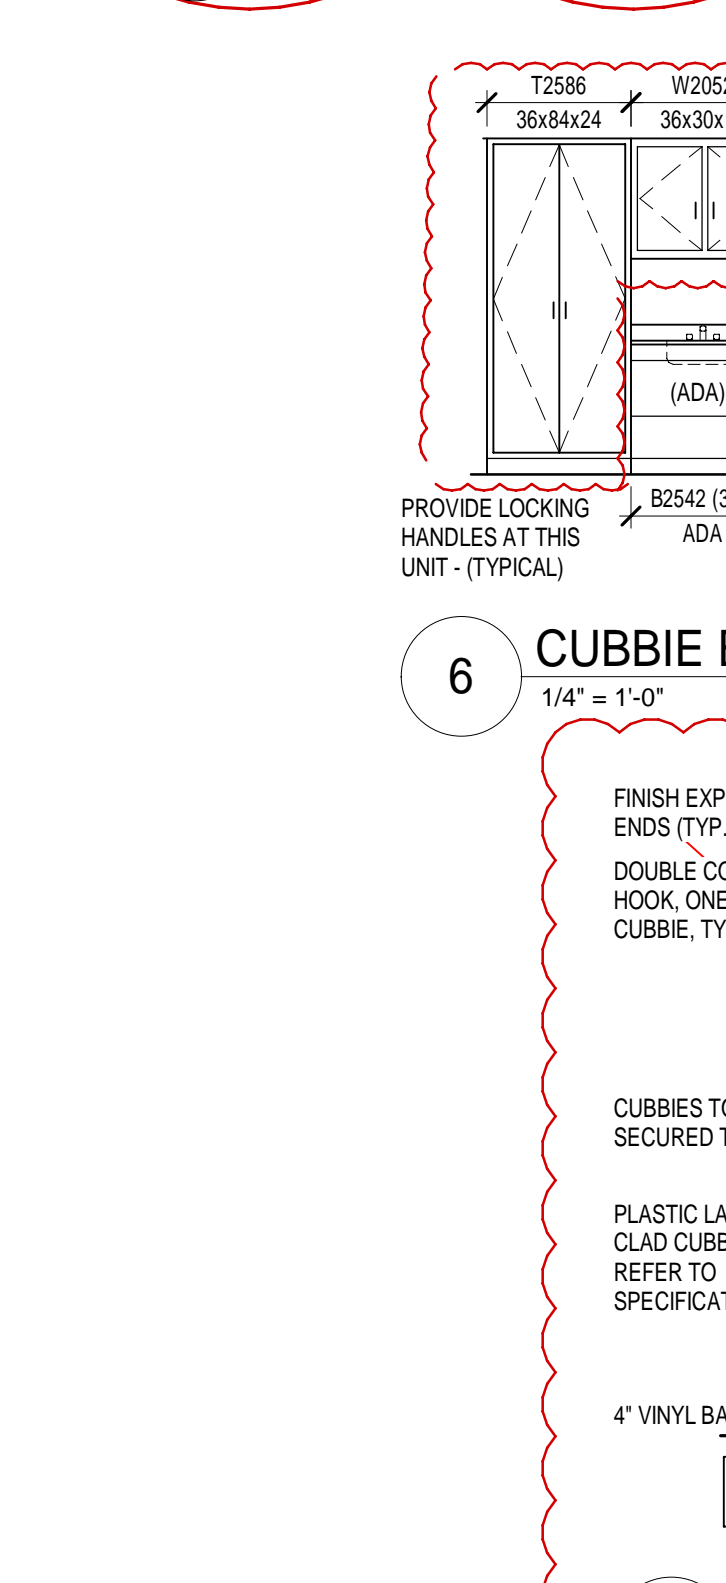 T2586
W2052
36x84x24
36x30x
(ADA)
PROVIDE LOCKING
HANDLES AT THIS
UNIT - (TYPICAL)
B2542 (3
ADA
6
CUBBIE
1/4" = 1'-0"
FINISH EXP
ENDS (TYP.
DOUBLE CO
HOOK, ONE
CUBBIE, TY
CUBBIES TO
SECURED T
PLASTIC LA
CLAD CUBB
REFER TO
SPECIFICAT
4" VINYL BA